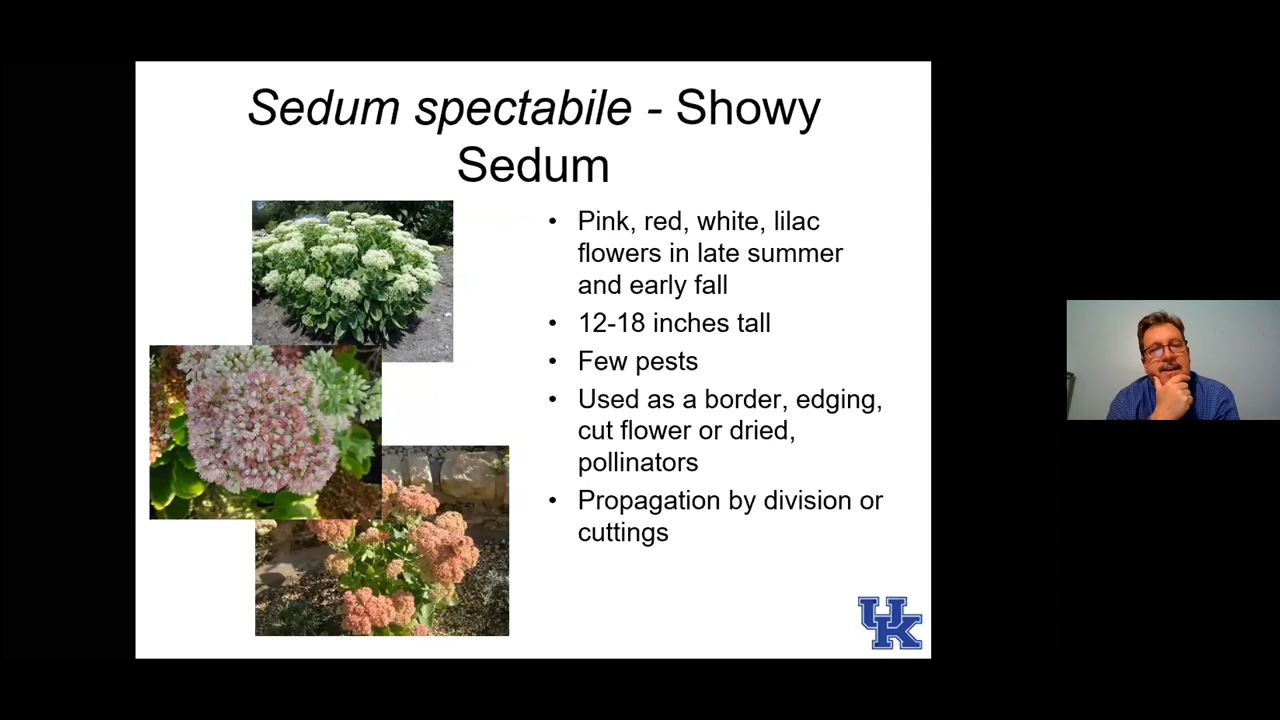 Sedum spectabile - Showy
Sedum
• Pink, red, white, lilac
flowers in late summer
and early fall
• 12-18 inches tall
• Few pests
• Used as a border, edging,
cut flower or dried,
pollinators
• Propagation by division or
cuttings
UK